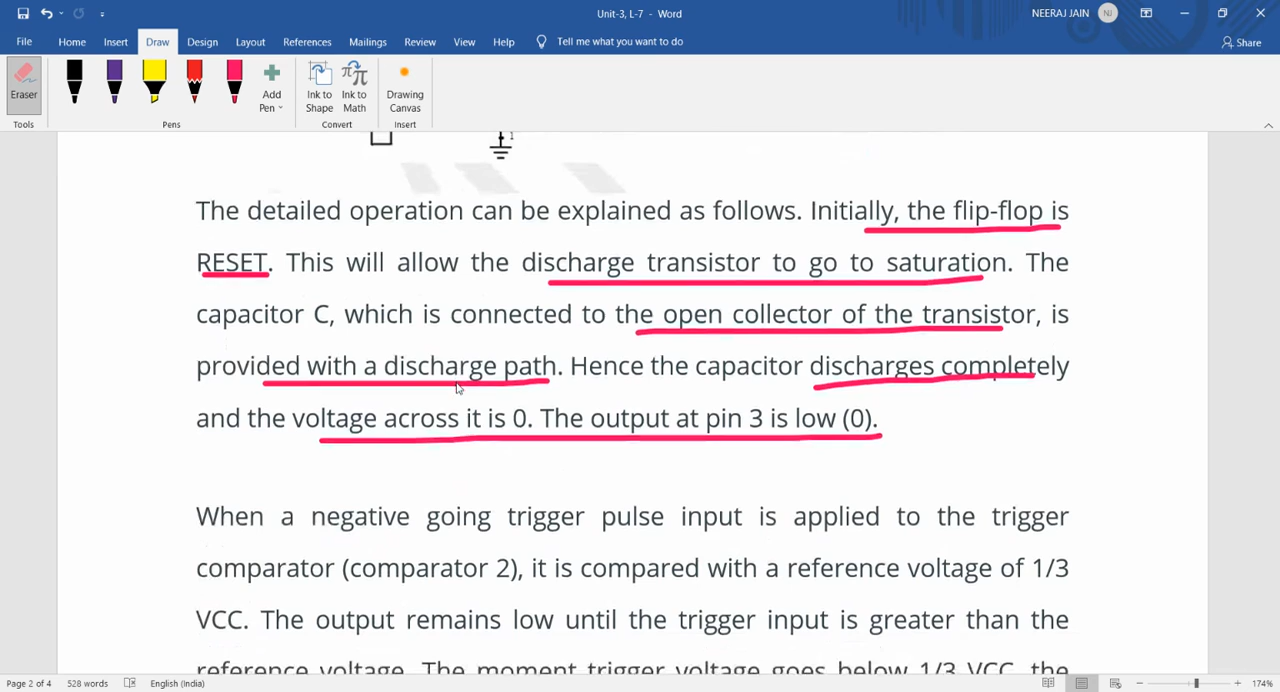 Unit-3, L-7 - Word
NEERAJ JAIN
NJ
File Home Insert Draw Design Layout References Mailings Review View Help Tell me what you want to do
Share
Eraser
Add Pen
Ink to Shape
Ink to Math
Drawing Canvas
Tools Pens Convert Insert
1
The detailed operation can be explained as follows. Initially, the flip-flop is
RESET. This will allow the discharge transistor to go to saturation. The
capacitor C, which is connected to the open collector of the transistor, is
provided with a discharge path. Hence the capacitor discharges completely
and the voltage across it is 0. The output at pin 3 is low (0).
When a negative going trigger pulse input is applied to the trigger
comparator (comparator 2), it is compared with a reference voltage of 1/3
VCC. The output remains low until the trigger input is greater than the
reference voltage. The moment trigger voltage goes below 1/3 VCC, the
Page 2 of 4 528 words English (India) 174%